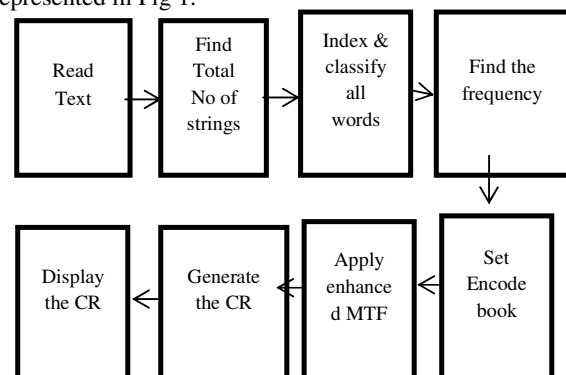 epresented in Fig 1.
Read
Text
Find
Total
No of
strings
Index &
classify
all
words
Find the
frequency
Set
Encode
book
Apply
enhance
d MTF
Generate
the CR
Display
the CR